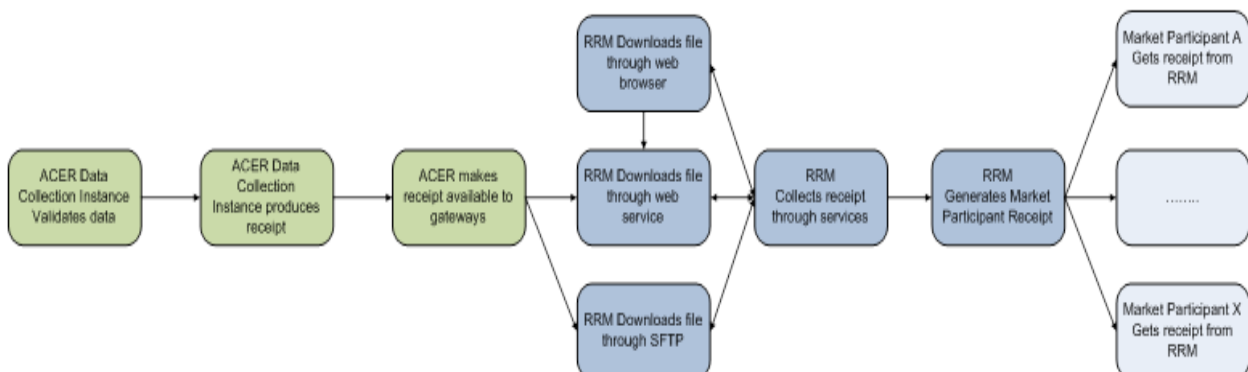 ACER Data
Collection Instance
Validates data
ACER Data
Collection
Instance produces
receipt
ACER makes
receipt available to
gateways
RRM Downloads file
through web
browser
RRM Downloads file
through web
service
RRM Downloads file
through SFTP
RRM
Collects receipt
through services
RRM
Generates Market
Participant Receipt
Market Participant A
Gets receipt from
RRM
........
Market Participant X
Gets receipt from
RRM